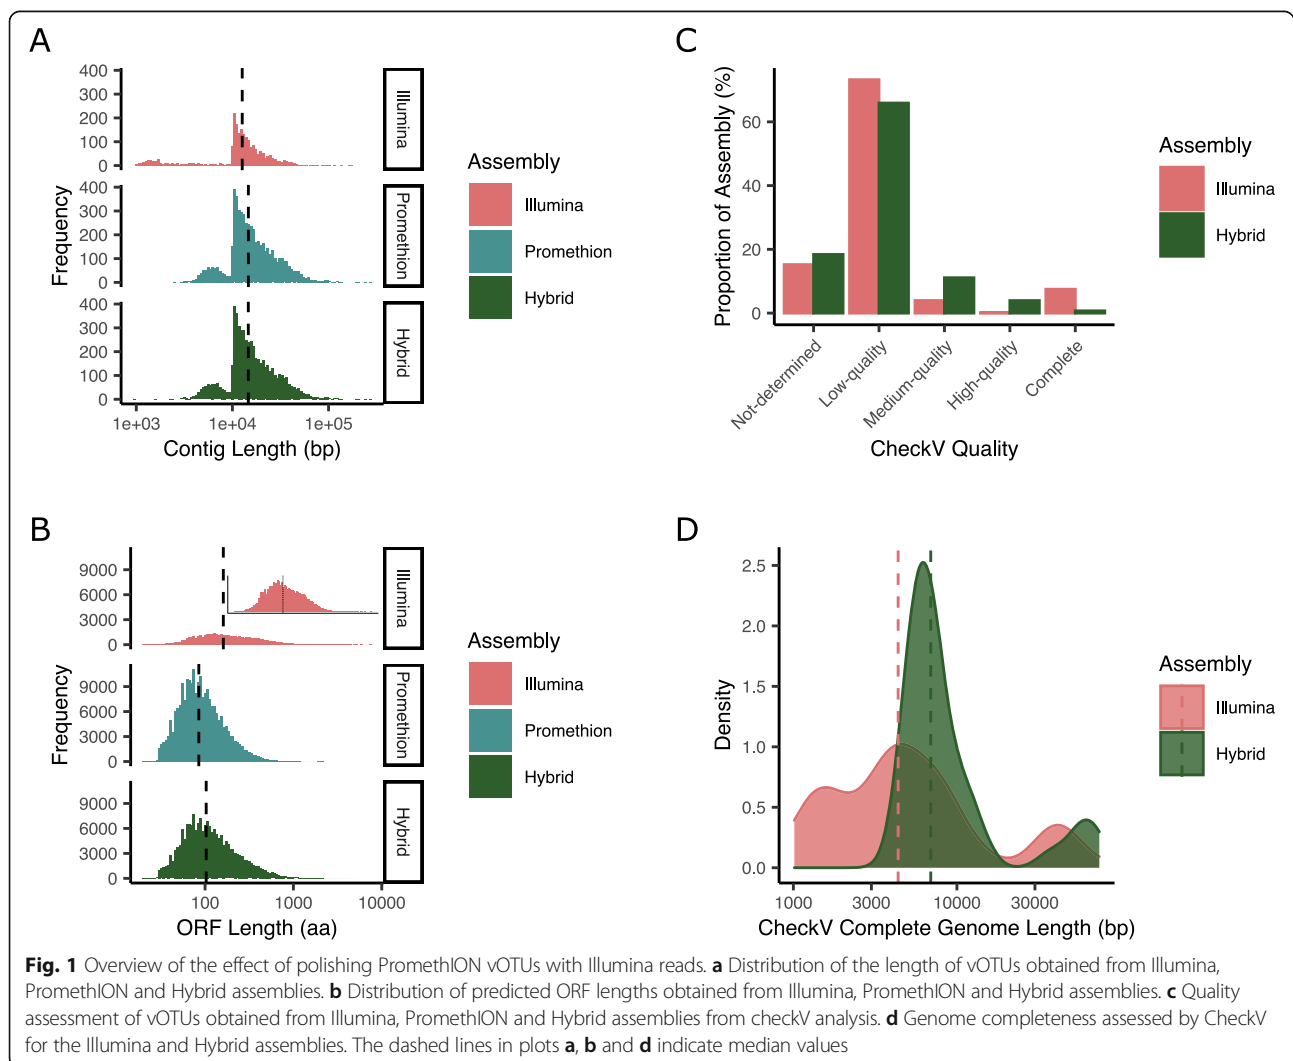 A
400
300
200
100
0
Illumina
400
300
200
100
0
Promethion
400
300
200
100
0
Hybrid
Frequency
1e+03 1e+04 1e+05
Contig Length (bp)
Assembly
Illumina
Promethion
Hybrid
C
Proportion of Assembly (%)
60
40
20
0
Not-determined
Low-quality
Medium-quality
High-quality
Complete
CheckV Quality
Assembly
Illumina
Hybrid
B
9000
6000
3000
0
Illumina
9000
6000
3000
0
Promethion
9000
6000
3000
0
Hybrid
Frequency
100 1000 10000
ORF Length (aa)
Assembly
Illumina
Promethion
Hybrid
D
Density
2.5
2.0
1.5
1.0
0.5
0.0
1000 3000 10000 30000
CheckV Complete Genome Length (bp)
Assembly
Illumina
Hybrid
Fig. 1 Overview of the effect of polishing PromethION vOTUs with Illumina reads. a Distribution of the length of vOTUs obtained from Illumina,
PromethION and Hybrid assemblies. b Distribution of predicted ORF lengths obtained from Illumina, PromethION and Hybrid assemblies. c Quality
assessment of vOTUs obtained from Illumina, PromethION and Hybrid assemblies from checkV analysis. d Genome completeness assessed by CheckV
for the Illumina and Hybrid assemblies. The dashed lines in plots a, b and d indicate median values